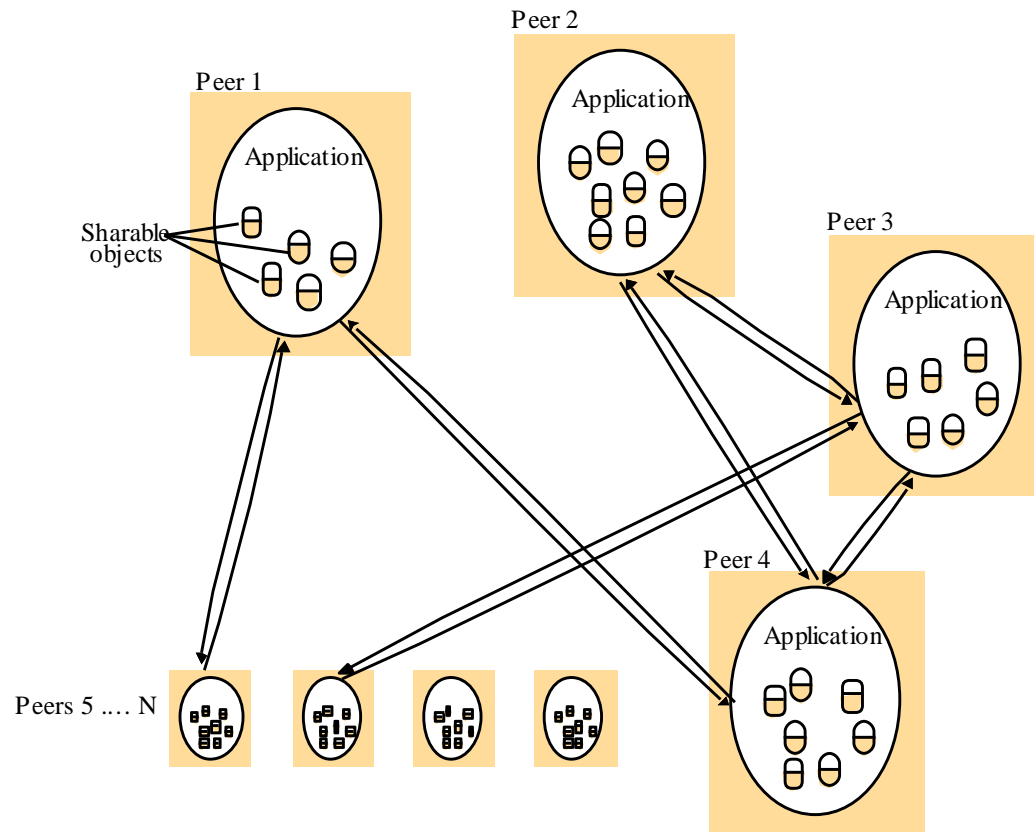 Peer 2
Peer 1
Application
Application
Sharable
objects
Peer 3
Application
Peer 4
Application
Peers 5 .... N